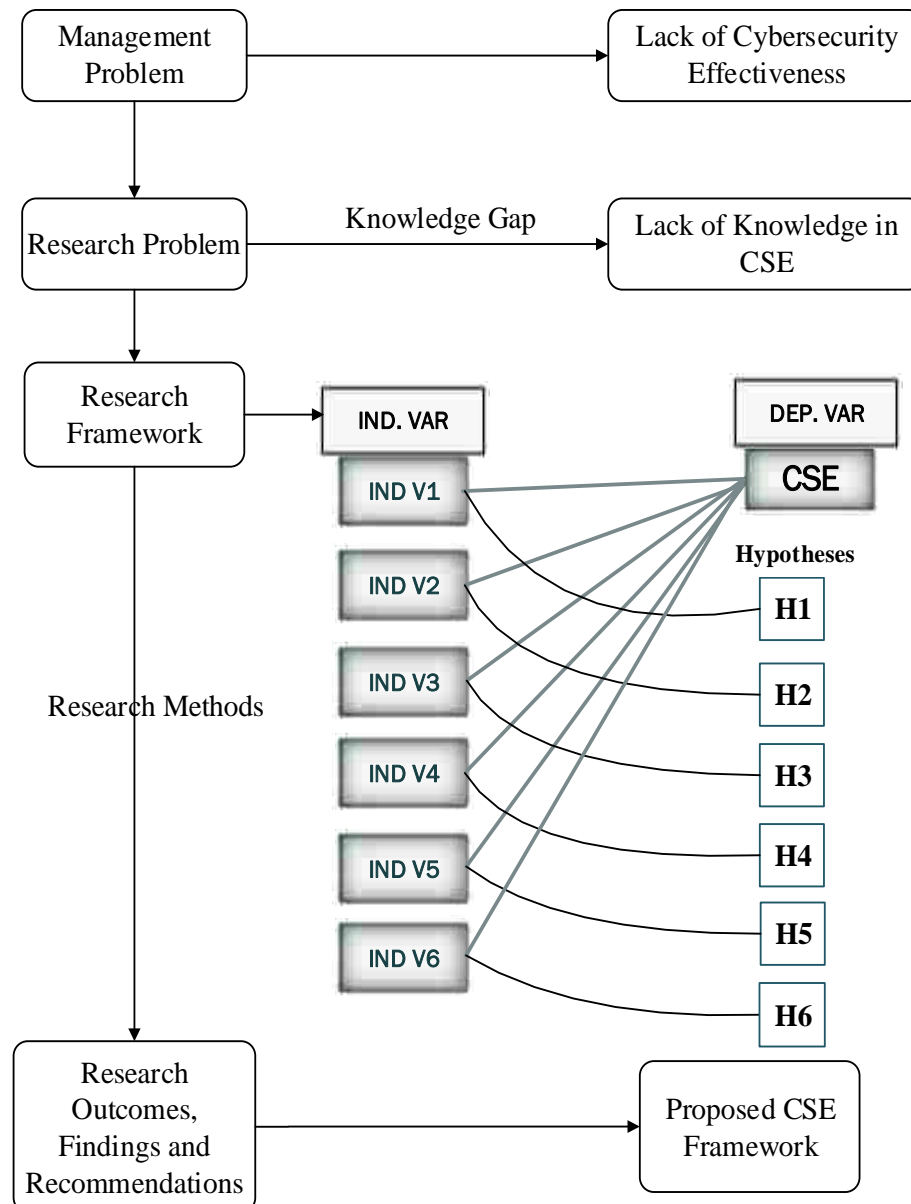 Management
Problem
Lack of Cybersecurity
Effectiveness
Research Problem
Knowledge Gap
Lack of Knowledge in
CSE
Research
Framework
IND. VAR
DEP. VAR
IND V1
CSE
Hypotheses
IND V2
H1
IND V3
H2
Research Methods
IND V4
H3
H4
IND V5
H5
IND V6
H6
Research
Outcomes,
Findings and
Recommendations
Proposed CSE
Framework